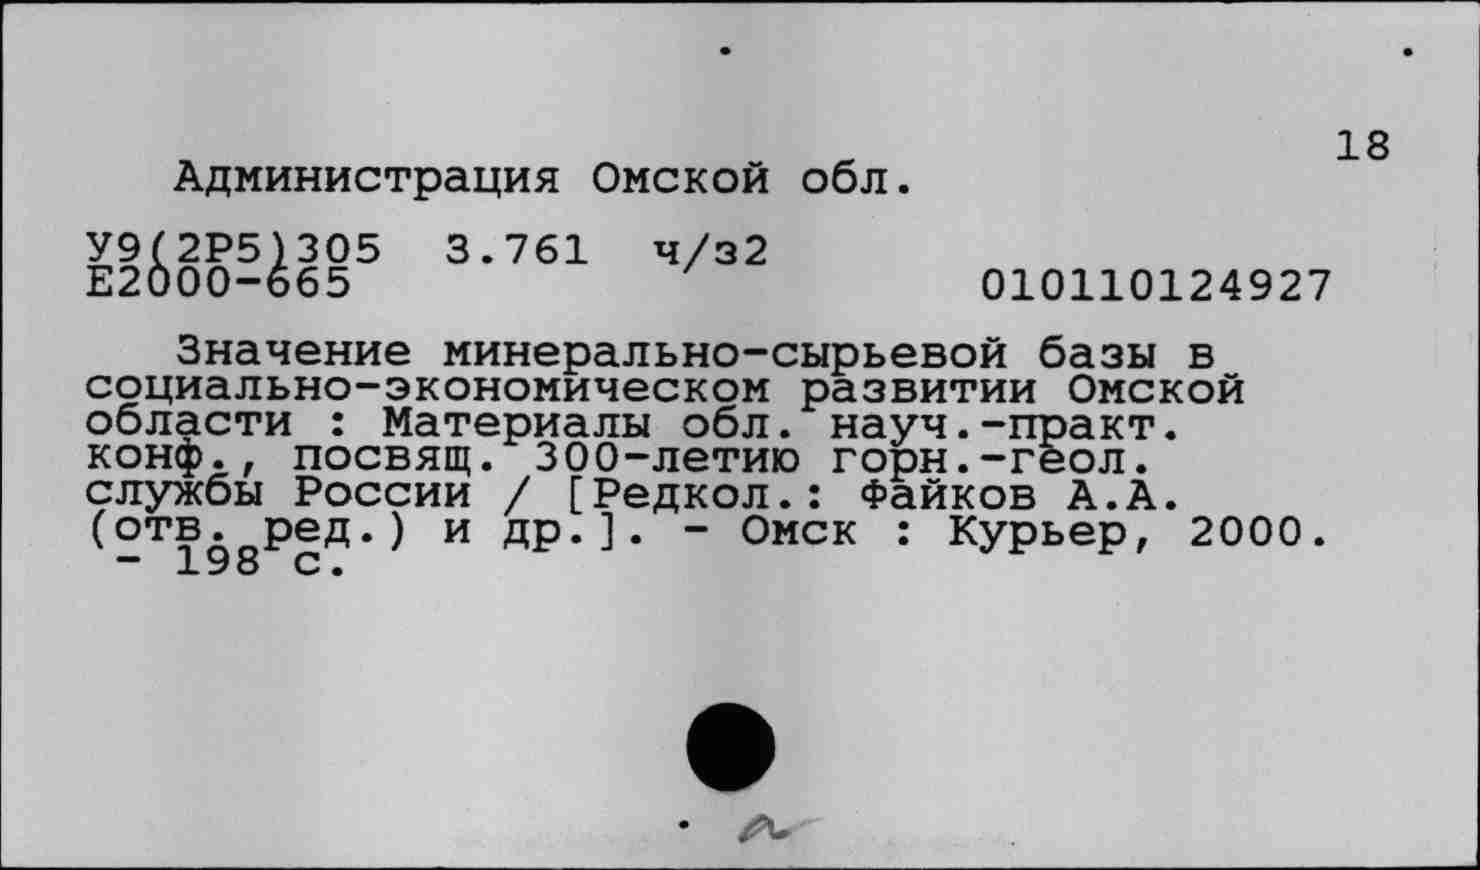 18
Администрация Омской обл.
У9(2Р5)305 3.761 ч/з2
Е2000-665 010110124927
Значение минерально-сырьевой базы в
социально-экономическом развитии Омской
области : Материалы обл. науч.-практ.
конф., посвящ. 300-летию горн.-геол.
службы России / [Редкол.: Файков А.А.
(отв. ред.) и др.]. - Омск : Курьер, 2000.
- 198 с.